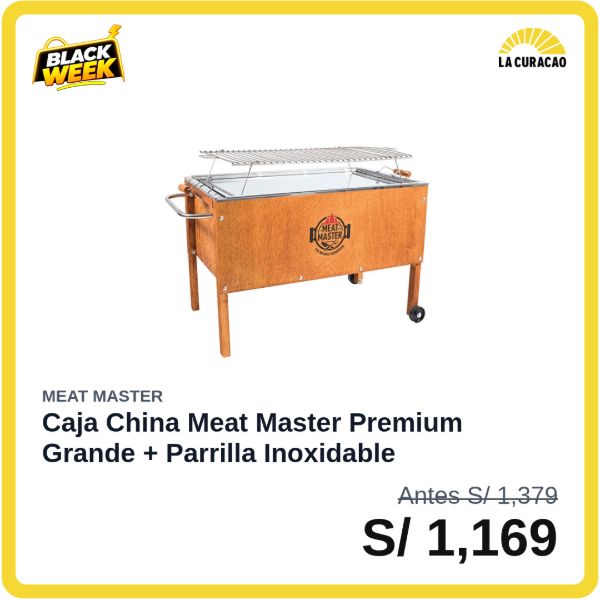 BLACK
WEEK
LA CURACAO
MEAT
MASTER
MEAT MASTER
Caja China Meat Master Premium
Grande + Parrilla Inoxidable
Antes S/ 1,379
S/ 1,169